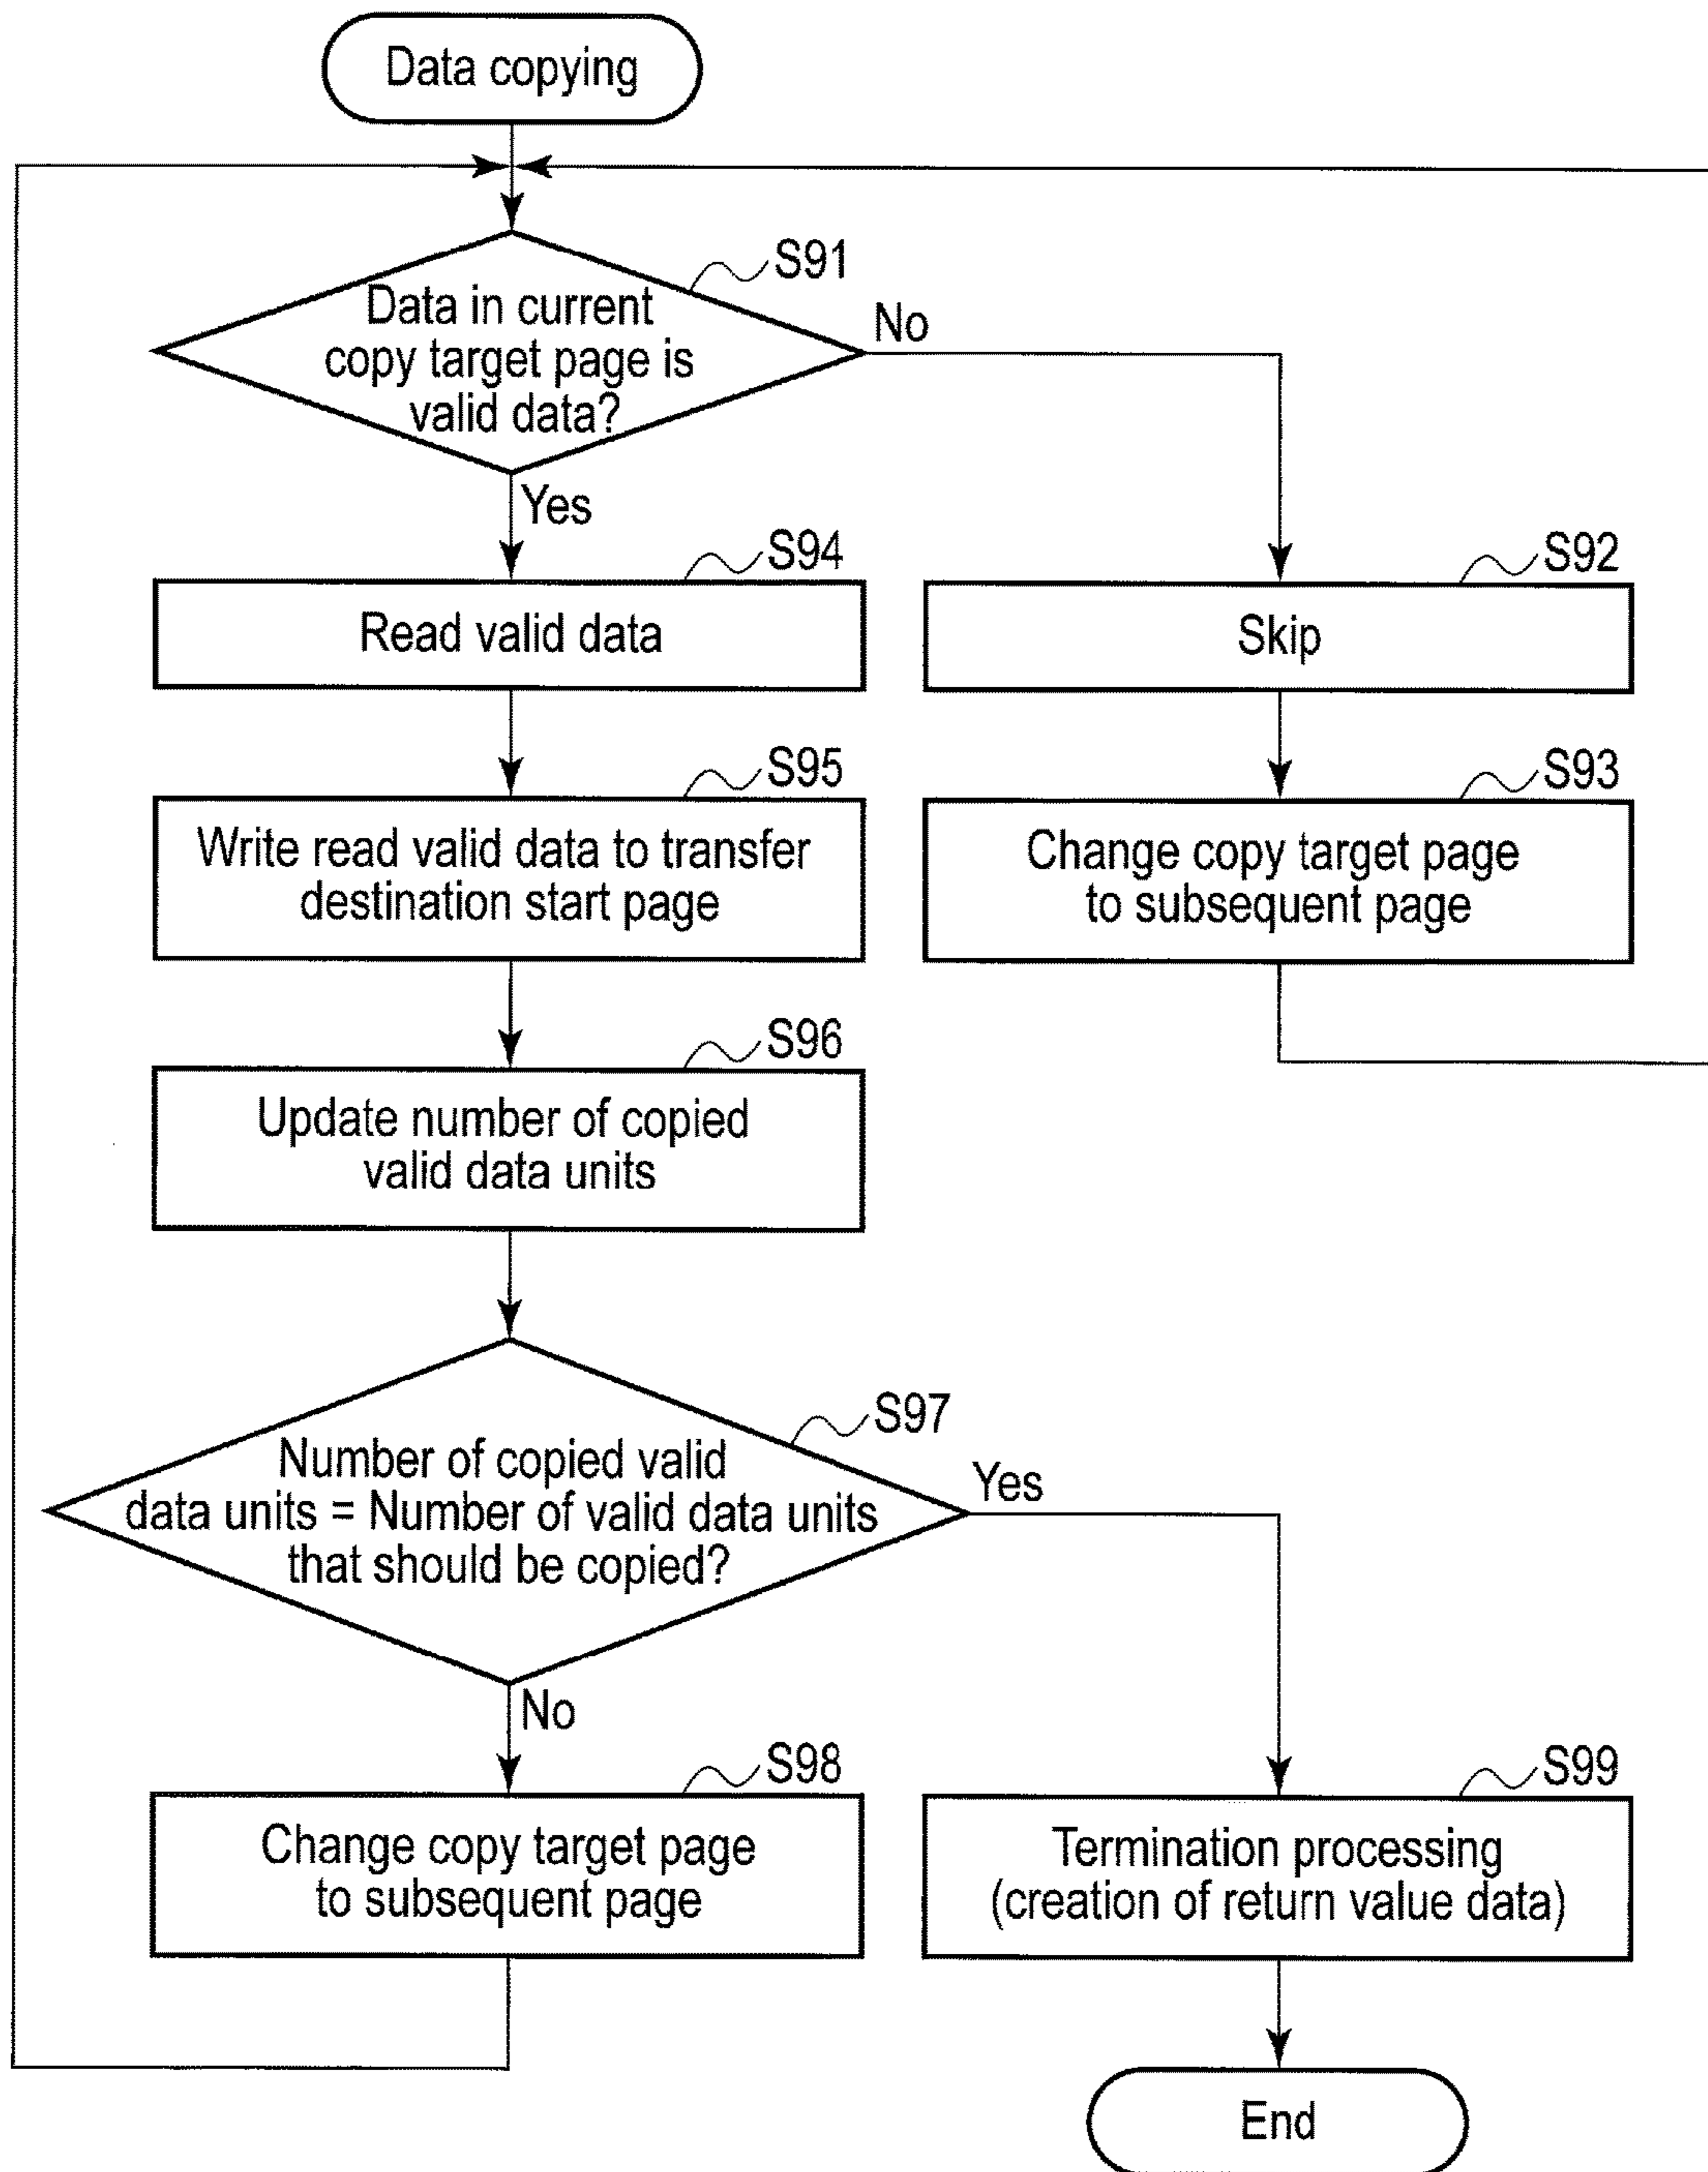 Data copying
S91
Data in current
copy target page is
valid data?
No
Yes
S94
Read valid data
S92
Skip
S95
Write read valid data to transfer
destination start page
S93
Change copy target page
to subsequent page
S96
Update number of copied
valid data units
S97
Number of copied valid
data units = Number of valid data units
that should be copied?
Yes
No
S98
Change copy target page
to subsequent page
S99
Termination processing
(creation of return value data)
End